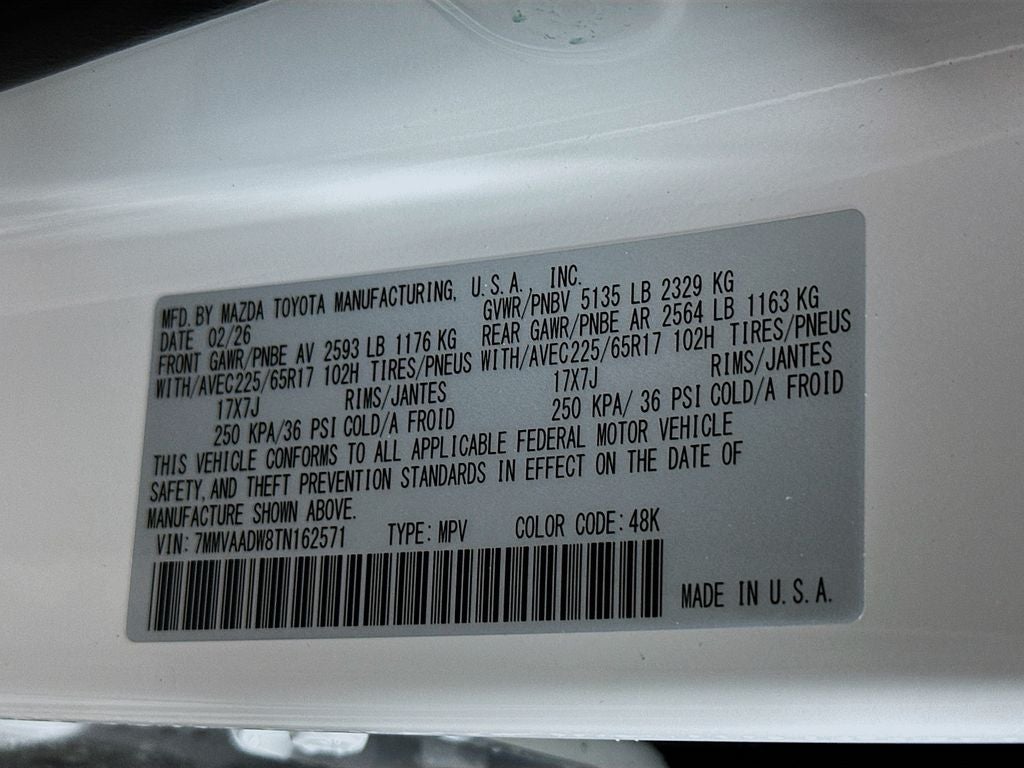 MFD. BY MAZDA TOYOTA MANUFACTURING, U.S.A., INC.
DATE 02/26 GVWR/PNBV 5135 LB 2329 KG
FRONT GAWR/PNBE AV 2593 LB 1176 KG REAR GAWR/PNBE AR 2564 LB 1163 KG
WITH/AVEC225/65R17 102H TIRES/PNEUS WITH/AVEC225/65R17 102H TIRES/PNEUS
17X7J RIMS/JANTES 17X7J RIMS/JANTES
250 KPA/36 PSI COLD/A FROID 250 KPA/ 36 PSI COLD/A FROID
THIS VEHICLE CONFORMS TO ALL APPLICABLE FEDERAL MOTOR VEHICLE
SAFETY, AND THEFT PREVENTION STANDARDS IN EFFECT ON THE DATE OF
MANUFACTURE SHOWN ABOVE.
VIN: 7MMVAADW8TN162571 TYPE: MPV COLOR CODE: 48K
MADE IN U.S.A.